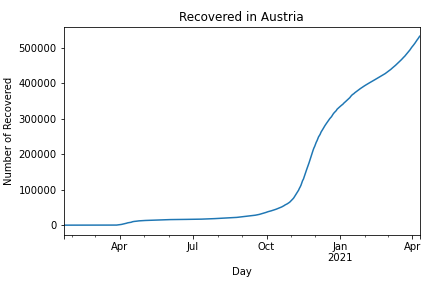 Recovered in Austria
Number of Recovered
500000
400000
300000
200000
100000
0
Apr Jul Oct Jan Apr
2021
Day